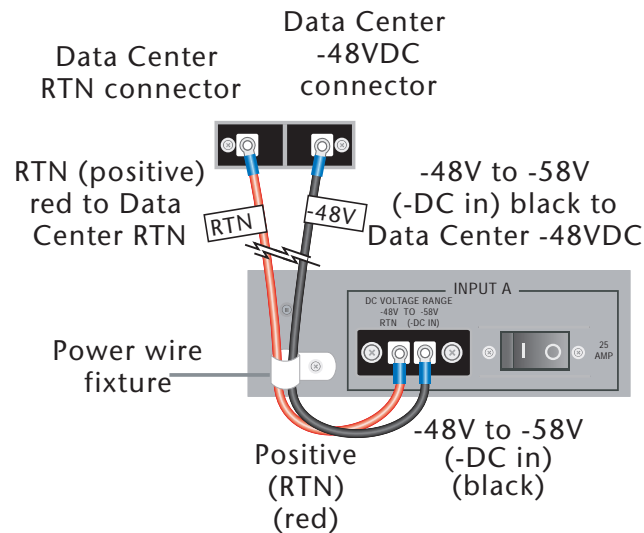 Data Center
RTN connector
Data Center
-48VDC
connector
RTN (positive)
red to Data
Center RTN
RTN
-48V
-48V to -58V
(-DC in) black to
Data Center -48VDC
INPUT A
DC VOLTAGE RANGE
-48V TO -58V
RTN (-DC IN)
I O
25
AMP
Power wire
fixture
Positive
(RTN)
(red)
-48V to -58V
(-DC in)
(black)